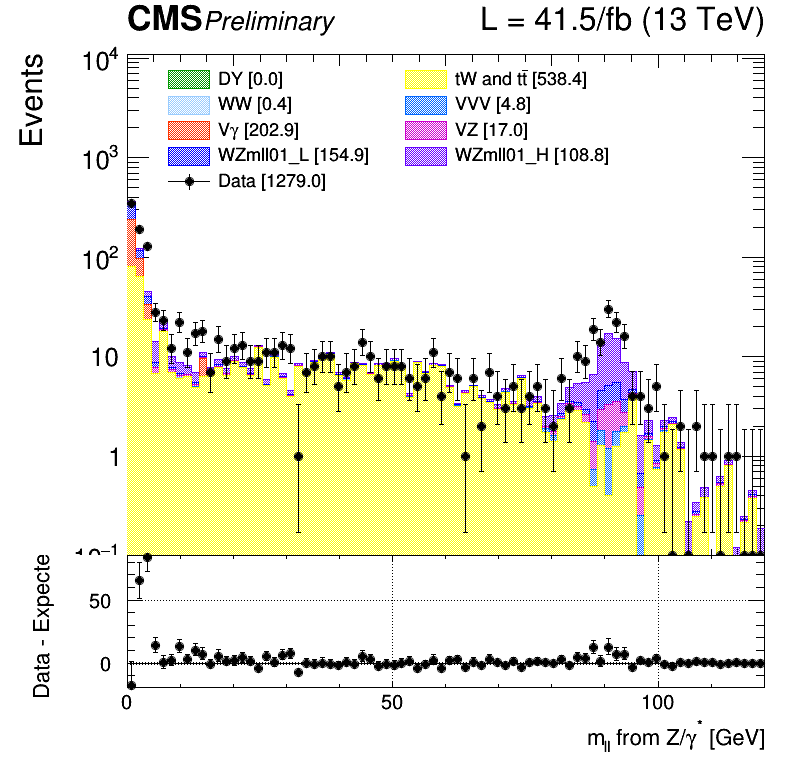 CMS Preliminary L = 41.5/fb (13 TeV)
Events
10⁴
10³
10²
10
1
10⁻¹
DY [0.0]
tW and tt̄ [538.4]
WW [0.4]
VVV [4.8]
Vγ [202.9]
VZ [17.0]
WZmll01_L [154.9]
WZmll01_H [108.8]
Data [1279.0]
Data - Expecte
50
0
0 50 100
m_ll from Z/γ* [GeV]